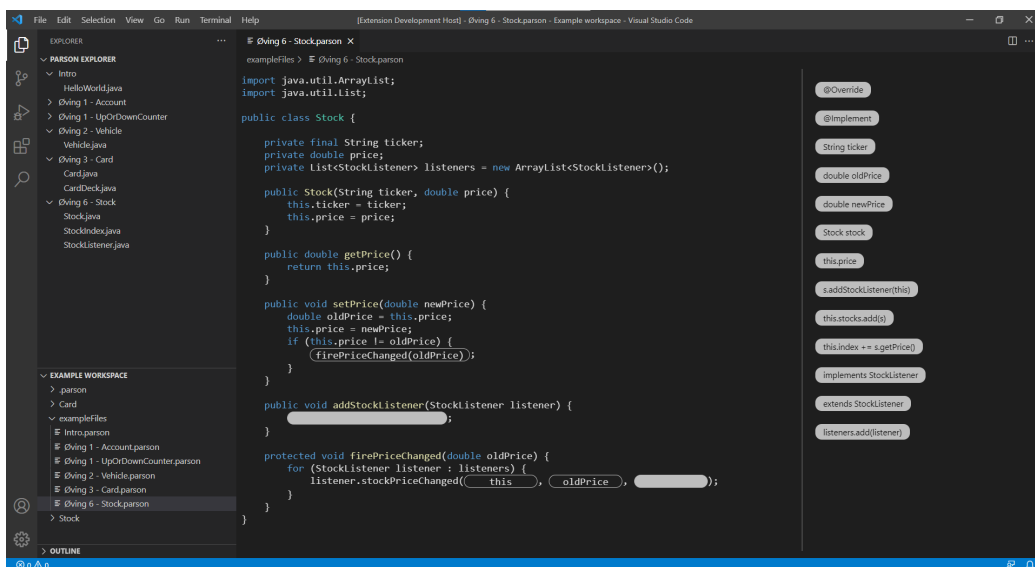 File Edit Selection View Go Run Terminal Help
[Extension Development Host] - Øving 6 - Stock.parson - Example workspace - Visual Studio Code
EXPLORER
PARSON EXPLORER
Intro
HelloWorld.java
Øving 1 - Account
Øving 1 - UpOrDownCounter
Øving 2 - Vehicle
Vehicle.java
Øving 3 - Card
Card.java
CardDeck.java
Øving 6 - Stock
Stock.java
StockIndex.java
StockListener.java
EXAMPLE WORKSPACE
.parson
Card
exampleFiles
Intro.parson
Øving 1 - Account.parson
Øving 1 - UpOrDownCounter.parson
Øving 2 - Vehicle.parson
Øving 3 - Card.parson
Øving 6 - Stock.parson
Stock
OUTLINE
Øving 6 - Stock.parson
exampleFiles > Øving 6 - Stock.parson
import java.util.ArrayList;
import java.util.List;
public class Stock {
private final String ticker;
private double price;
private List<StockListener> listeners = new ArrayList<StockListener>();
public Stock(String ticker, double price) {
this.ticker = ticker;
this.price = price;
}
public double getPrice() {
return this.price;
}
public void setPrice(double newPrice) {
double oldPrice = this.price;
this.price = newPrice;
if (this.price != oldPrice) {
firePriceChanged(oldPrice);
}
}
public void addStockListener(StockListener listener) {
;
}
protected void firePriceChanged(double oldPrice) {
for (StockListener listener : listeners) {
listener.stockPriceChanged( this , oldPrice , );
}
}
}
@Override
@Implement
String ticker
double oldPrice
double newPrice
Stock stock
this.price
s.addStockListener(this)
this.stocks.add(s)
this.index += s.getPrice()
implements StockListener
extends StockListener
listeners.add(listener)
0 0